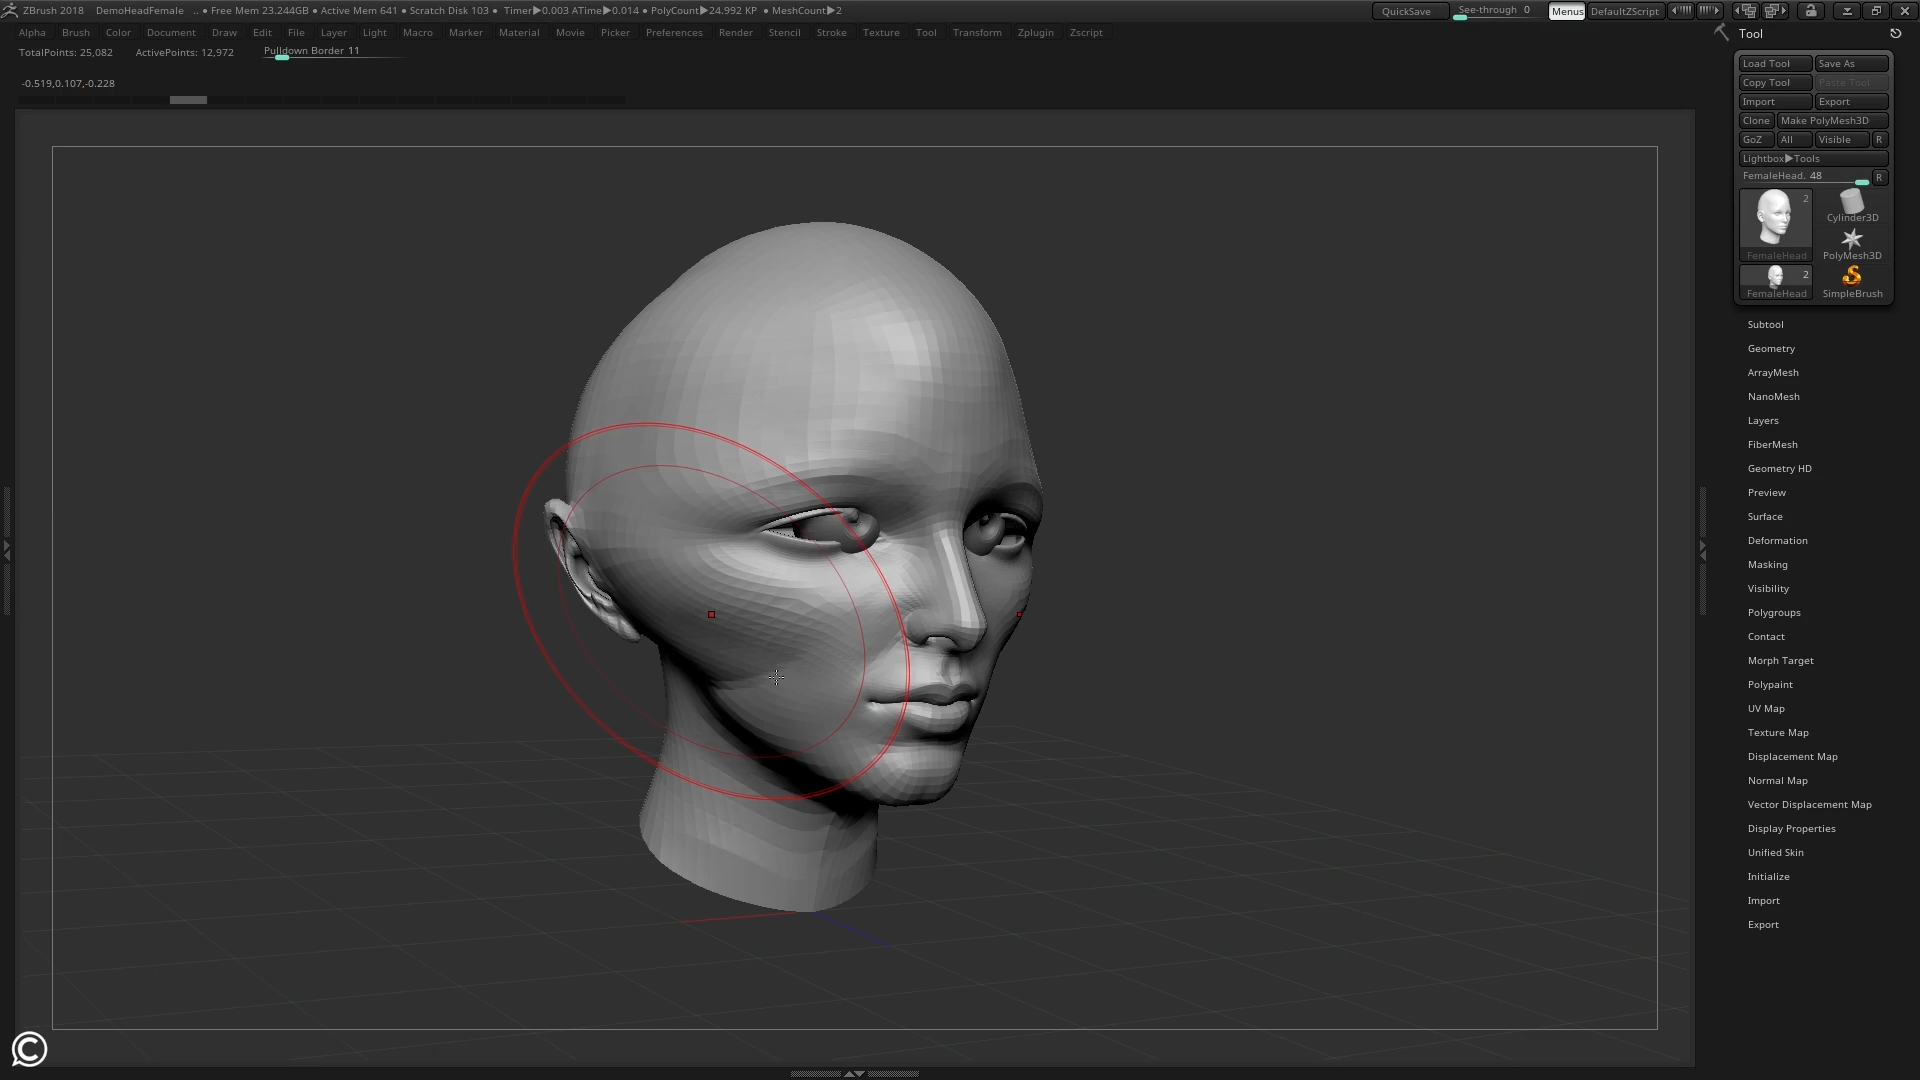 ZBrush 2018 DemoHeadFemale .. • Free Mem 23.244GB • Active Mem 641 • Scratch Disk 103 • Timer▶0.003 ATime▶0.014 • PolyCount▶24.992 KP • MeshCount▶2 QuickSave See-through 0 Menus DefaultZScript
Alpha Brush Color Document Draw Edit File Layer Light Macro Marker Material Movie Picker Preferences Render Stencil Stroke Texture Tool Transform Zplugin Zscript
TotalPoints: 25,082 ActivePoints: 12,972 Pulldown Border 11
-0.519,0.107,-0.228
Tool
Load Tool Save As
Copy Tool Paste Tool
Import Export
Clone Make PolyMesh3D
GoZ All Visible R
Lightbox▶Tools
FemaleHead. 48 R
2
Cylinder3D
FemaleHead PolyMesh3D
2
FemaleHead SimpleBrush
Subtool
Geometry
ArrayMesh
NanoMesh
Layers
FiberMesh
Geometry HD
Preview
Surface
Deformation
Masking
Visibility
Polygroups
Contact
Morph Target
Polypaint
UV Map
Texture Map
Displacement Map
Normal Map
Vector Displacement Map
Display Properties
Unified Skin
Initialize
Import
Export